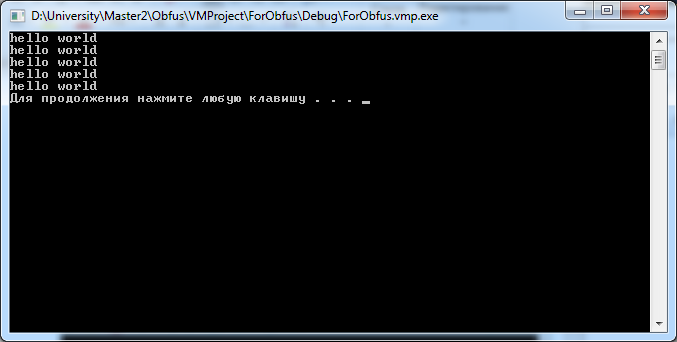 D:\University\Master2\Obfus\VMProject\ForObfus\Debug\ForObfus.vmp.exe
hello world
hello world
hello world
hello world
hello world
Для продолжения нажмите любую клавишу . . .